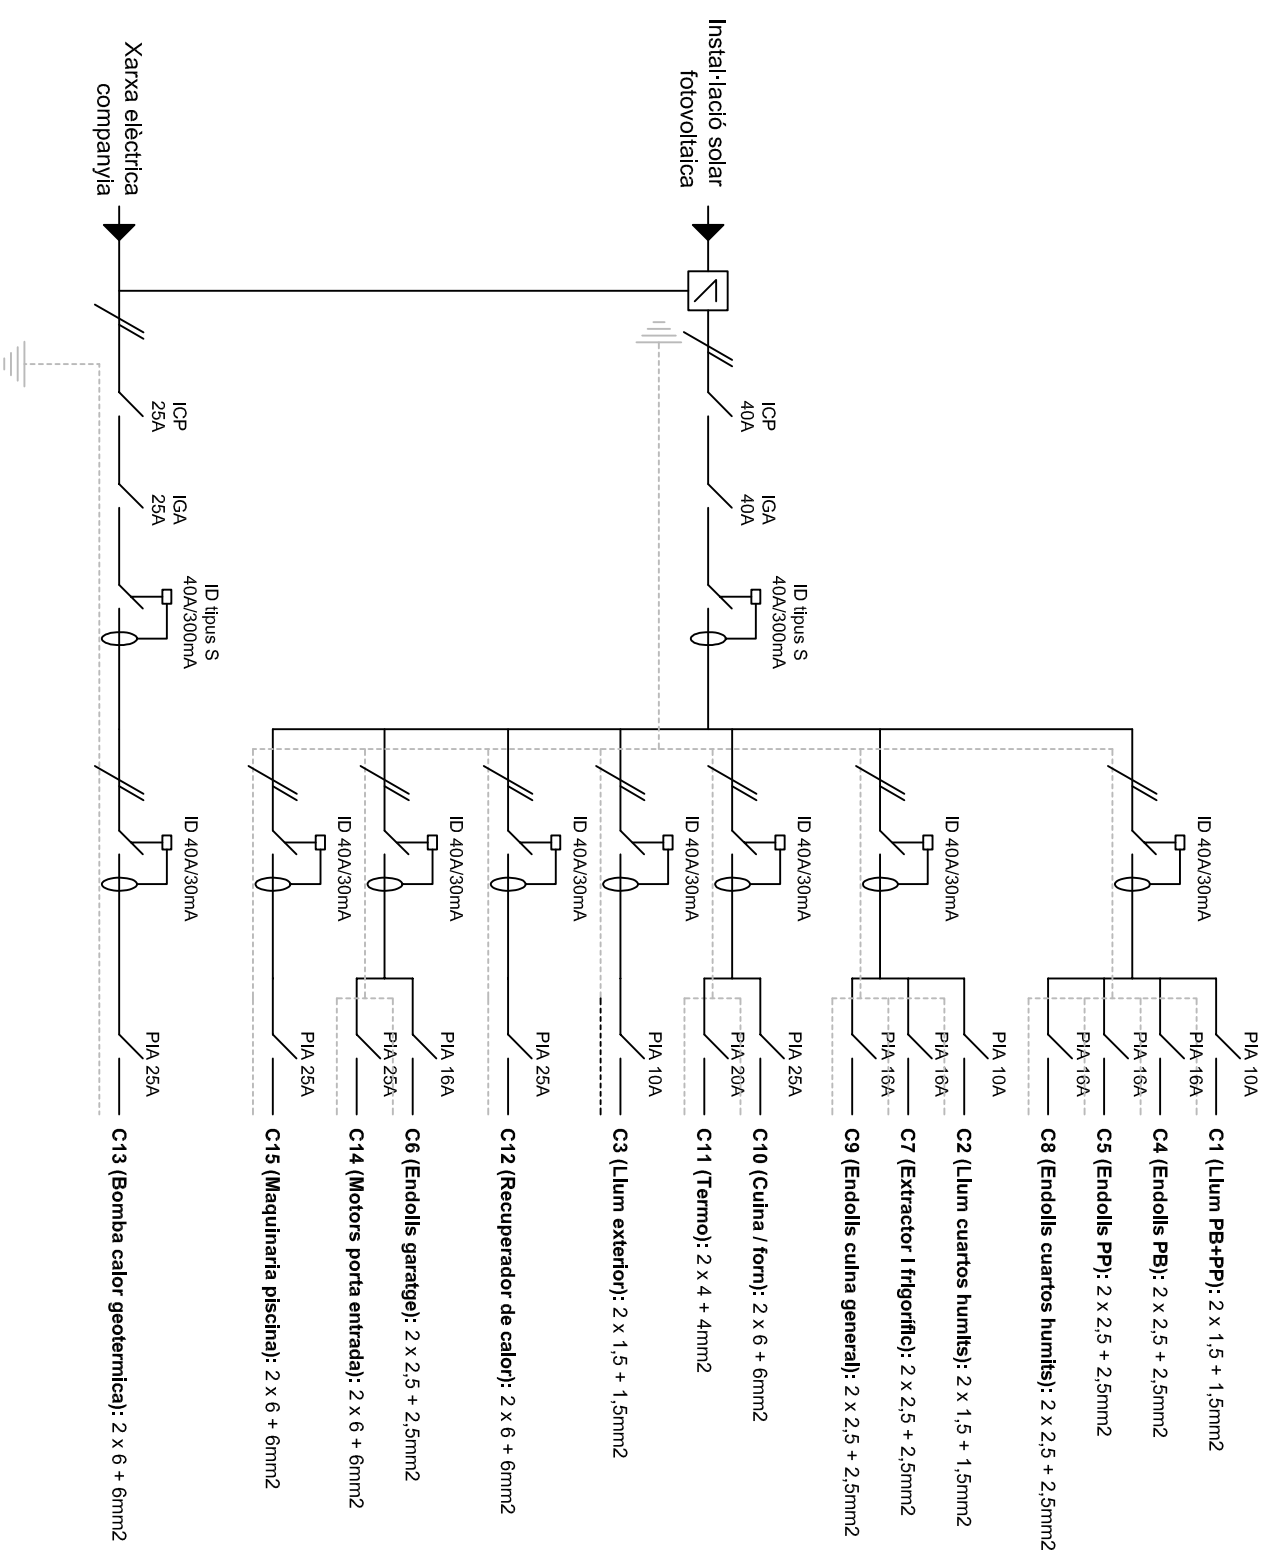 Instal·lació solar
fotovoltaica
ICP
40A
IGA
40A
ID tipus S
40A/300mA
ID 40A/30mA
PIA 10A
C1 (Llum PB+PP): 2 x 1,5 + 1,5mm2
PIA 16A
C4 (Endolls PB): 2 x 2,5 + 2,5mm2
PIA 16A
C5 (Endolls PP): 2 x 2,5 + 2,5mm2
PIA 16A
C8 (Endolls cuartos humits): 2 x 2,5 + 2,5mm2
ID 40A/30mA
PIA 10A
C2 (Llum cuartos humits): 2 x 1,5 + 1,5mm2
PIA 16A
C7 (Extractor i frigorífic): 2 x 2,5 + 2,5mm2
PIA 16A
C9 (Endolls cuina general): 2 x 2,5 + 2,5mm2
ID 40A/30mA
PIA 25A
C10 (Cuina / forn): 2 x 6 + 6mm2
PIA 20A
C11 (Termo): 2 x 4 + 4mm2
ID 40A/30mA
PIA 10A
C3 (Llum exterior): 2 x 1,5 + 1,5mm2
ID 40A/30mA
PIA 25A
C12 (Recuperador de calor): 2 x 6 + 6mm2
ID 40A/30mA
PIA 16A
C6 (Endolls garatge): 2 x 2,5 + 2,5mm2
PIA 25A
C14 (Motors porta entrada): 2 x 6 + 6mm2
ID 40A/30mA
PIA 25A
C15 (Maquinaria piscina): 2 x 6 + 6mm2
Xarxa elèctrica
companyia
ICP
25A
IGA
25A
ID tipus S
40A/300mA
ID 40A/30mA
PIA 25A
C13 (Bomba calor geotermica): 2 x 6 + 6mm2